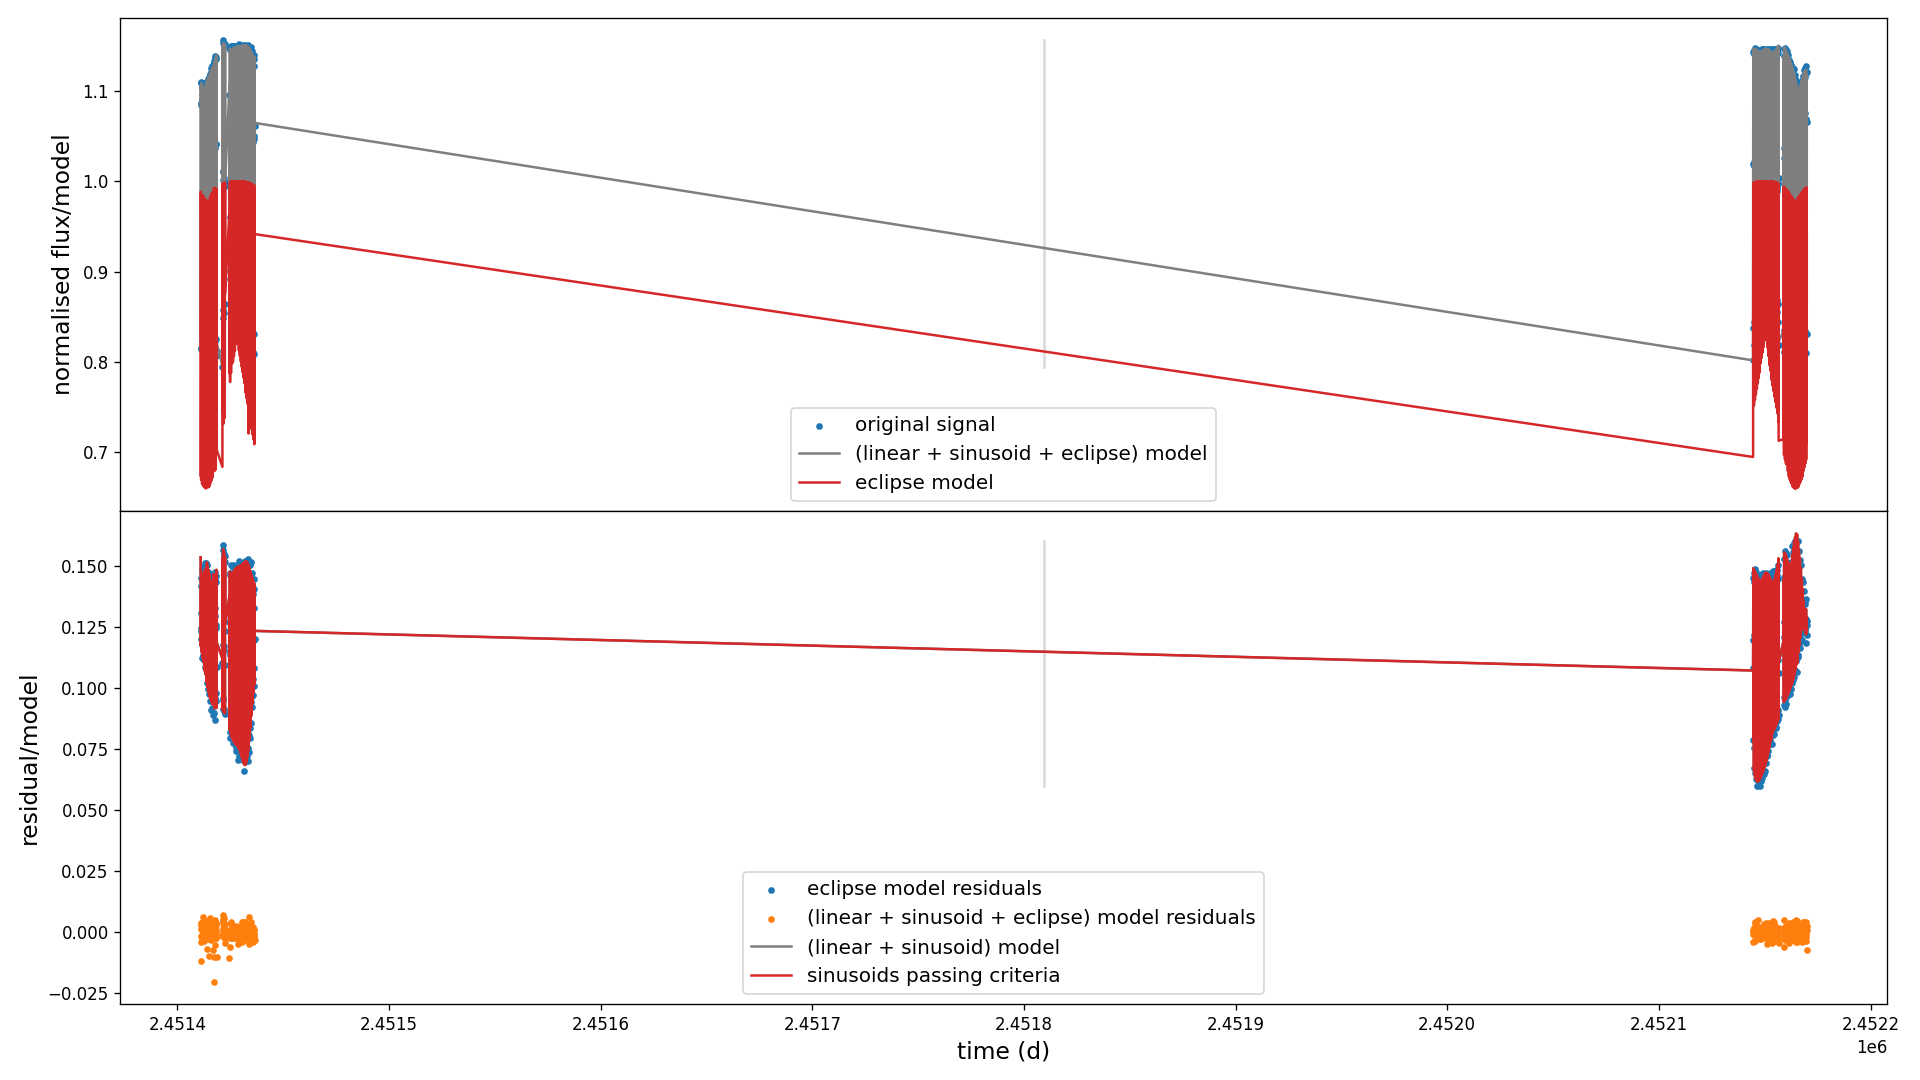 normalised flux/model
1.1
1.0
0.9
0.8
0.7
original signal
(linear + sinusoid + eclipse) model
eclipse model
residual/model
0.150
0.125
0.100
0.075
0.050
0.025
0.000
−0.025
eclipse model residuals
(linear + sinusoid + eclipse) model residuals
(linear + sinusoid) model
sinusoids passing criteria
2.4514 2.4515 2.4516 2.4517 2.4518 2.4519 2.4520 2.4521 2.4522
1e6
time (d)